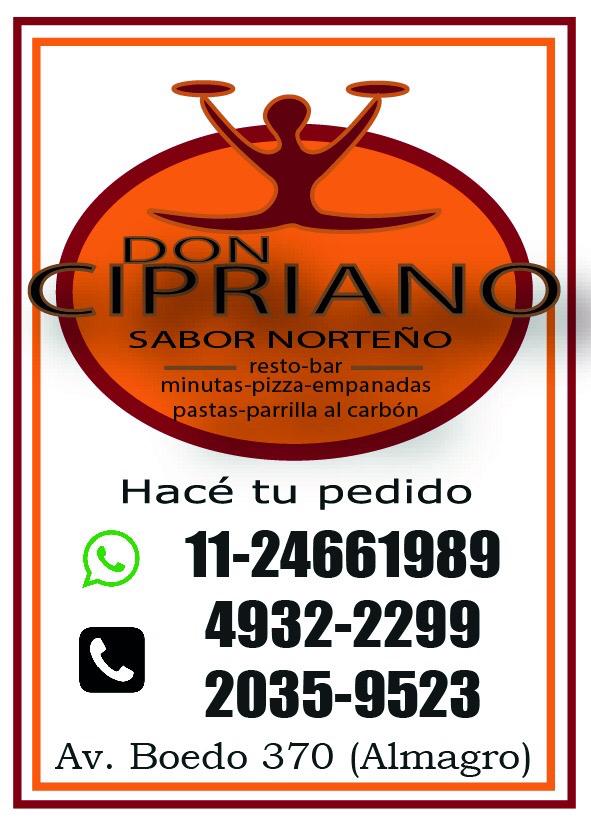 DON
CIPRIANO
SABOR NORTEÑO
resto-bar
minutas-pizza-empanadas
pastas-parrilla al carbón
Hacé tu pedido
11-24661989
4932-2299
2035-9523
Av. Boedo 370 (Almagro)